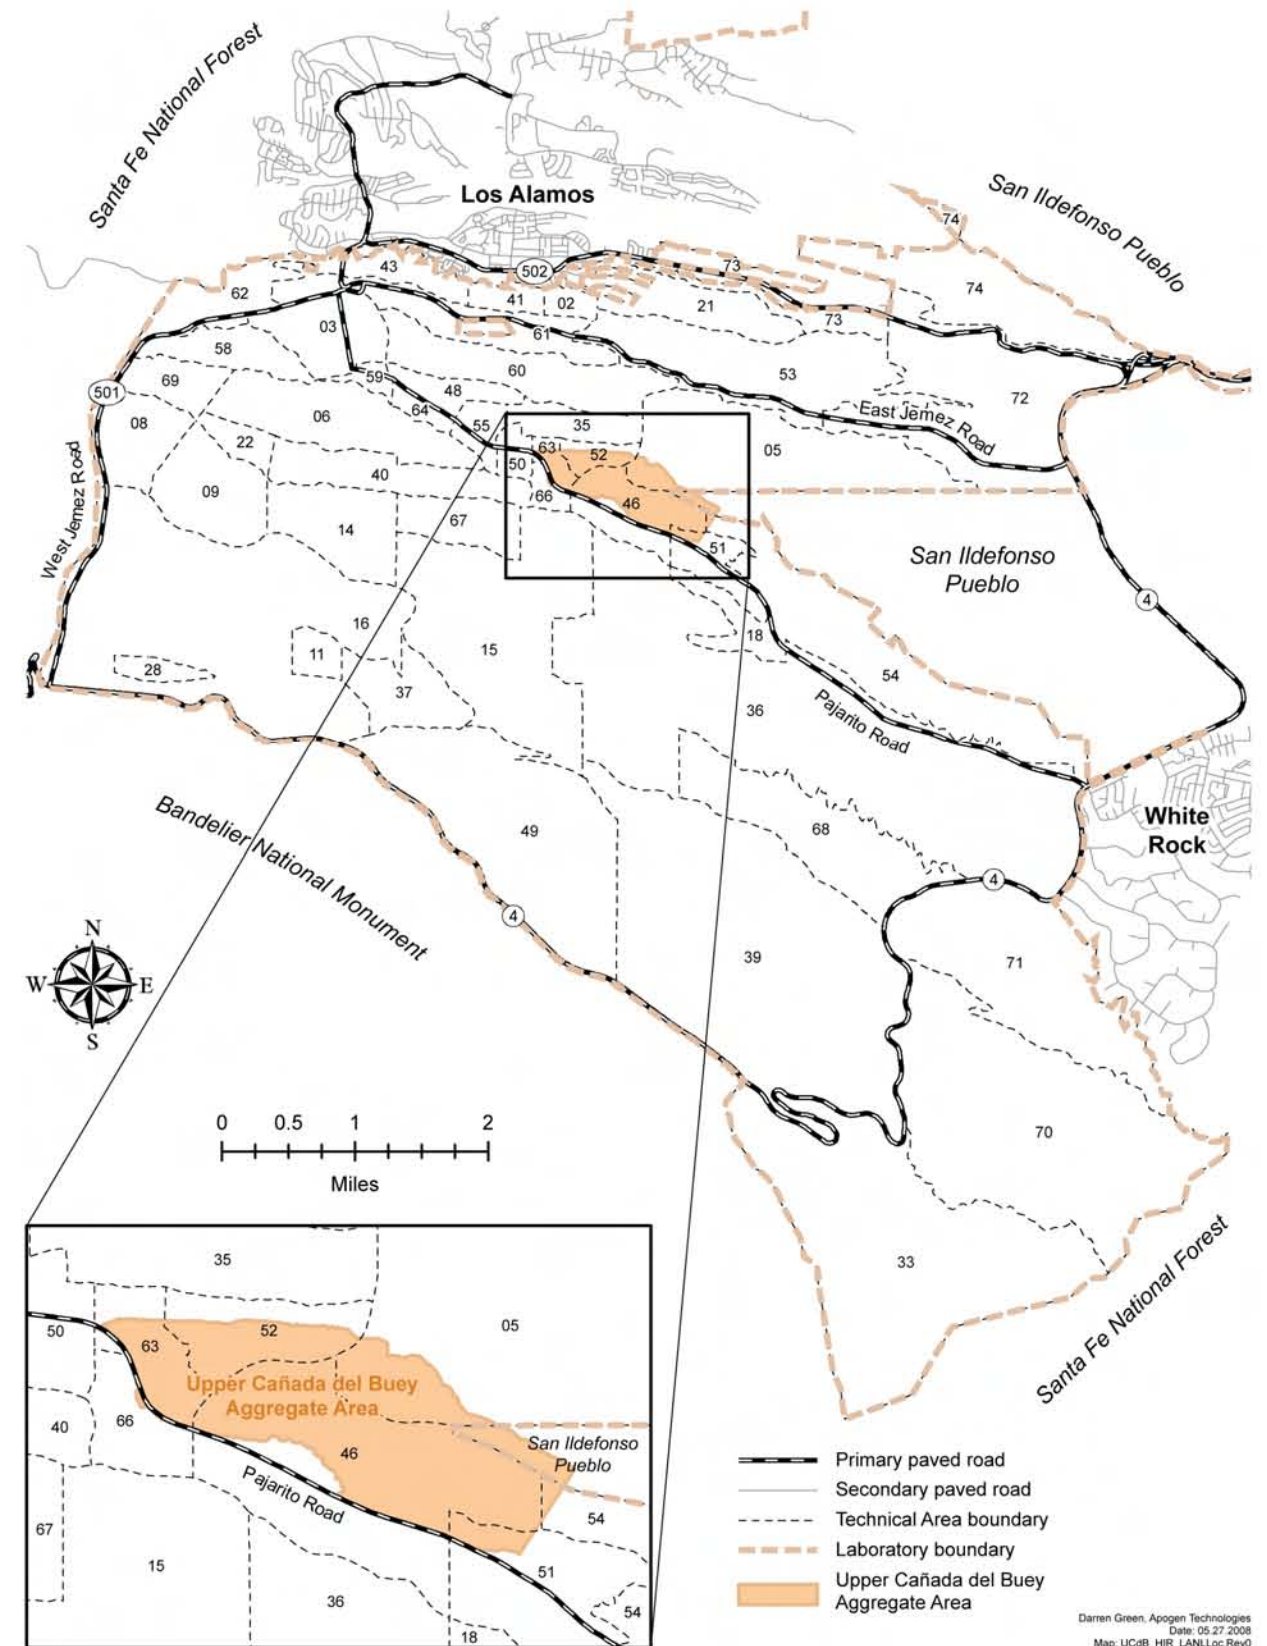 Santa Fe National Forest
Los Alamos
San Ildefonso Pueblo
74
502
43
73
62
41
02
21
74
73
03
61
58
60
53
59
69
48
72
501
64
06
08
East Jemez Road
55
35
22
63
52
05
50
40
09
66
46
West Jemez Road
14
67
51
San Ildefonso
Pueblo
4
16
18
11
15
28
54
37
36
Pajarito Road
Bandelier National Monument
49
68
White
Rock
4
4
39
71
N
W
E
S
0 0.5 1 2
Miles
70
33
Santa Fe National Forest
35
05
50
63
52
Upper Cañada del Buey
Aggregate Area
40
66
46
San Ildefonso
Pueblo
Pajarito Road
54
67
15
51
36
54
18
Primary paved road
Secondary paved road
Technical Area boundary
Laboratory boundary
Upper Cañada del Buey
Aggregate Area
Darren Green, Apogen Technologies
Date: 05.27.2008
Map: UCdB_HIR_LANLLoc Rev0